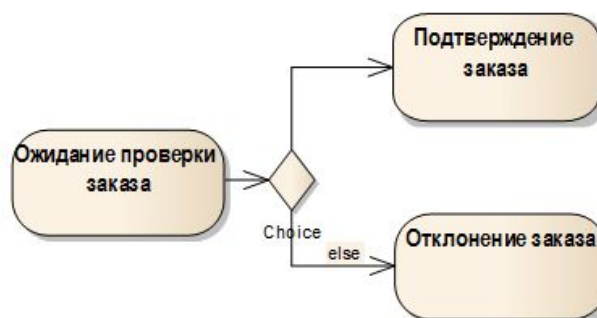 Подтверждение
заказа
Ожидание проверки
заказа
Choice
else
Отклонение заказа